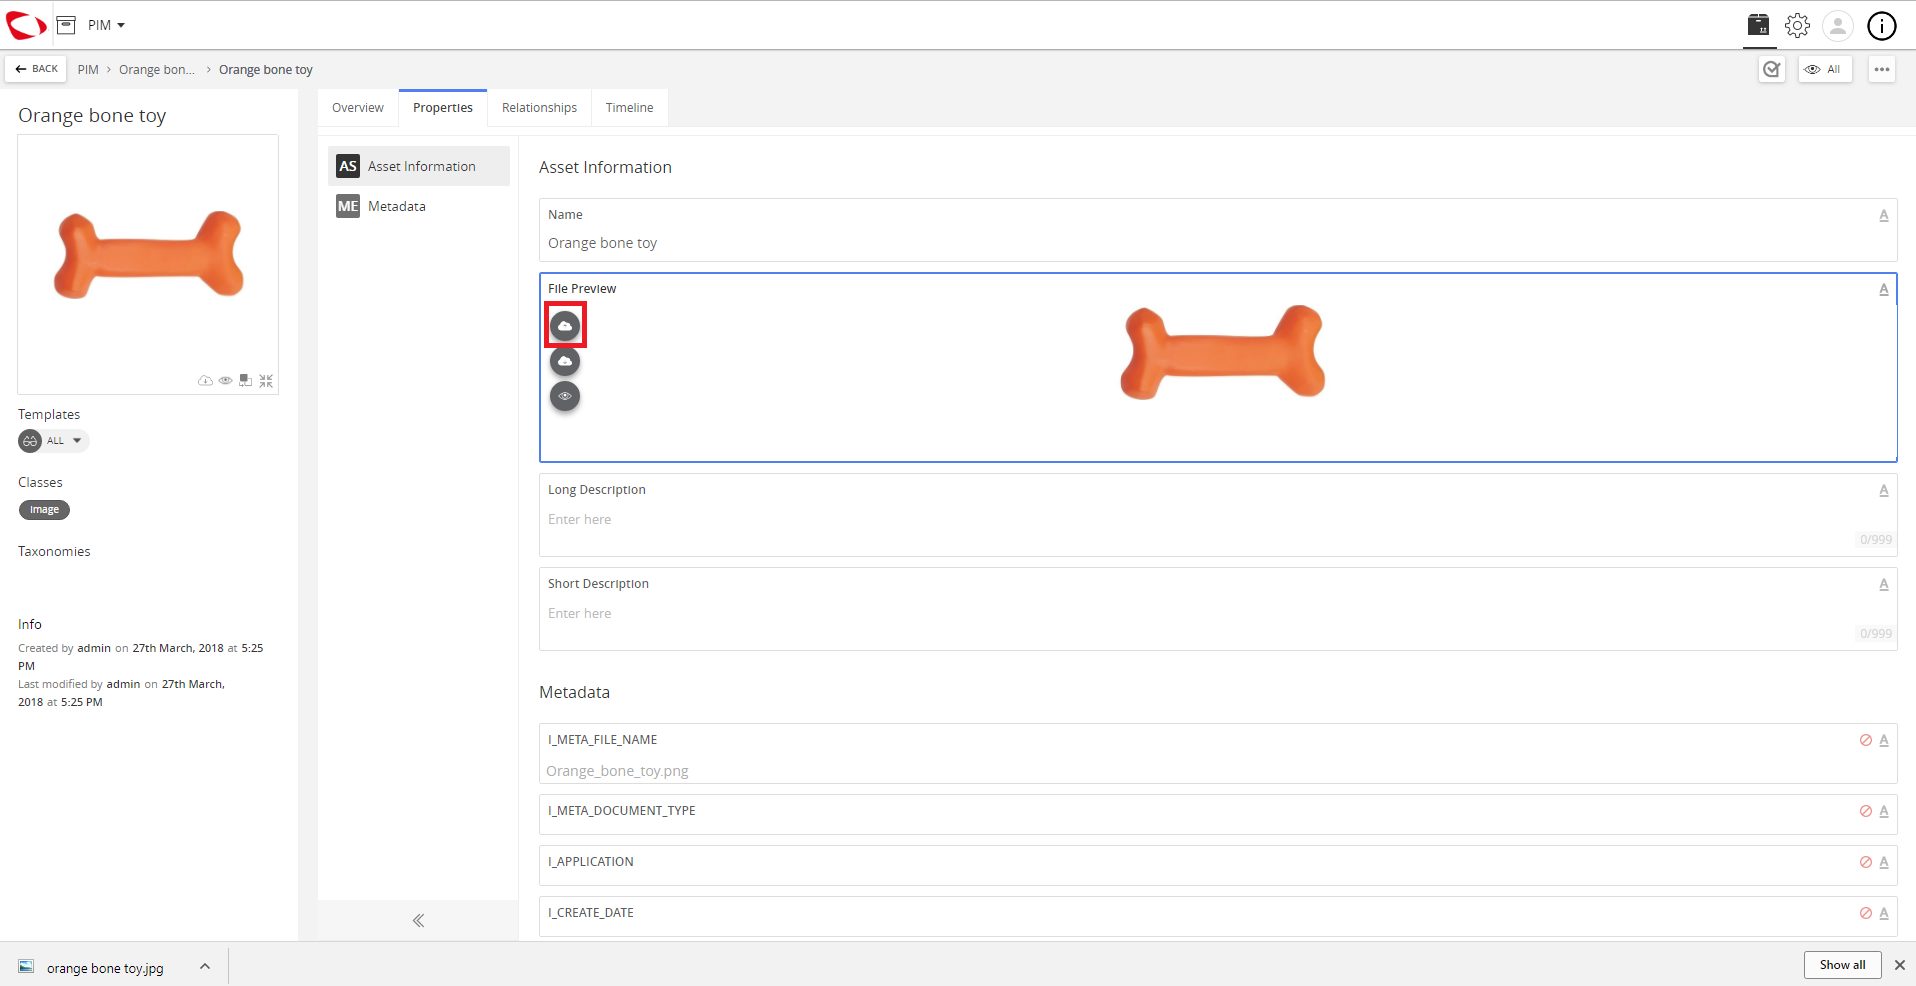 PIM
BACK
PIM > Orange bon... > Orange bone toy
All
Orange bone toy
Templates
ALL
Classes
Image
Taxonomies
Info
Created by admin on 27th March, 2018 at 5:25
PM
Last modified by admin on 27th March,
2018 at 5:25 PM
Overview
Properties
Relationships
Timeline
AS Asset Information
ME Metadata
Asset Information
Name
A
Orange bone toy
File Preview
A
Long Description
A
Enter here
0/999
Short Description
A
Enter here
0/999
Metadata
I_META_FILE_NAME
A
Orange_bone_toy.png
I_META_DOCUMENT_TYPE
A
I_APPLICATION
A
I_CREATE_DATE
A
orange bone toy.jpg
Show all